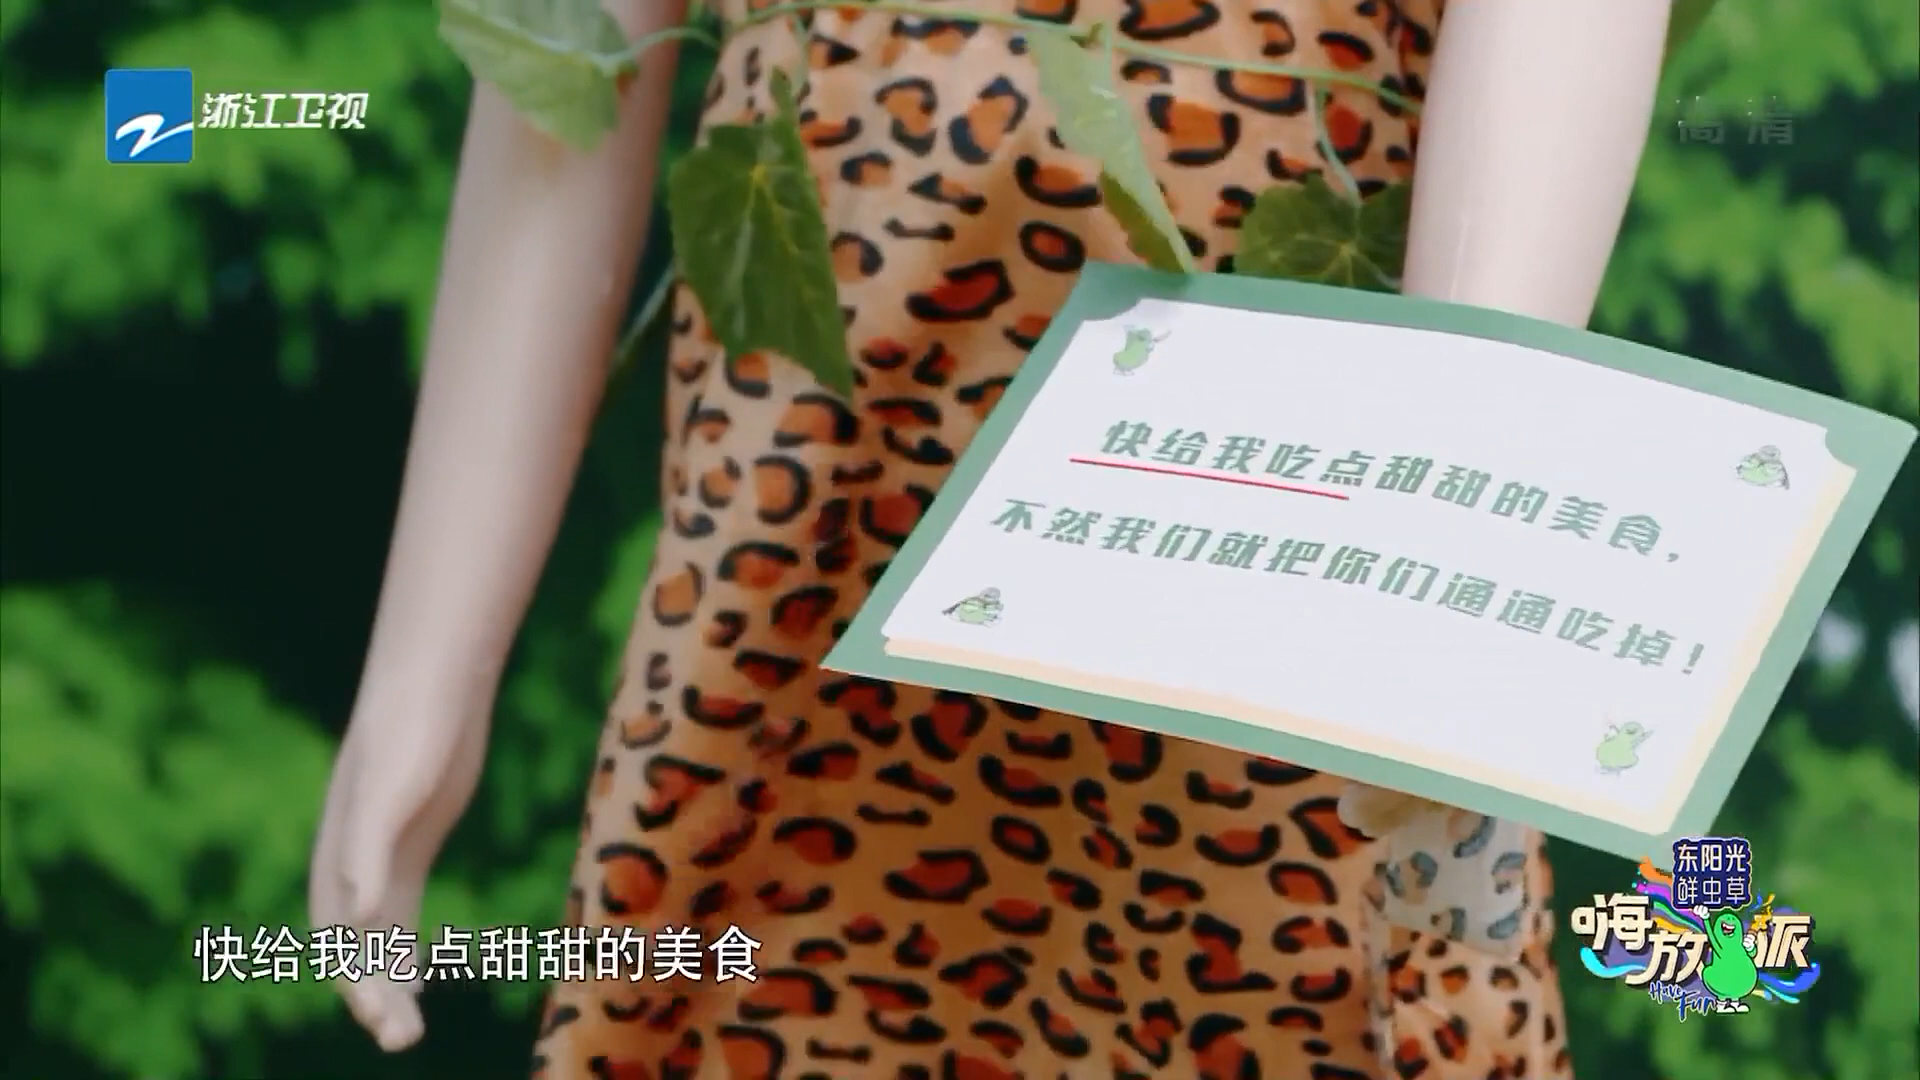 浙江卫视
高清
快给我吃点甜甜的美食，
不然我们就把你们通通吃掉！
快给我吃点甜甜的美食
东阳光
鲜虫草
嗨放派
Have Fun